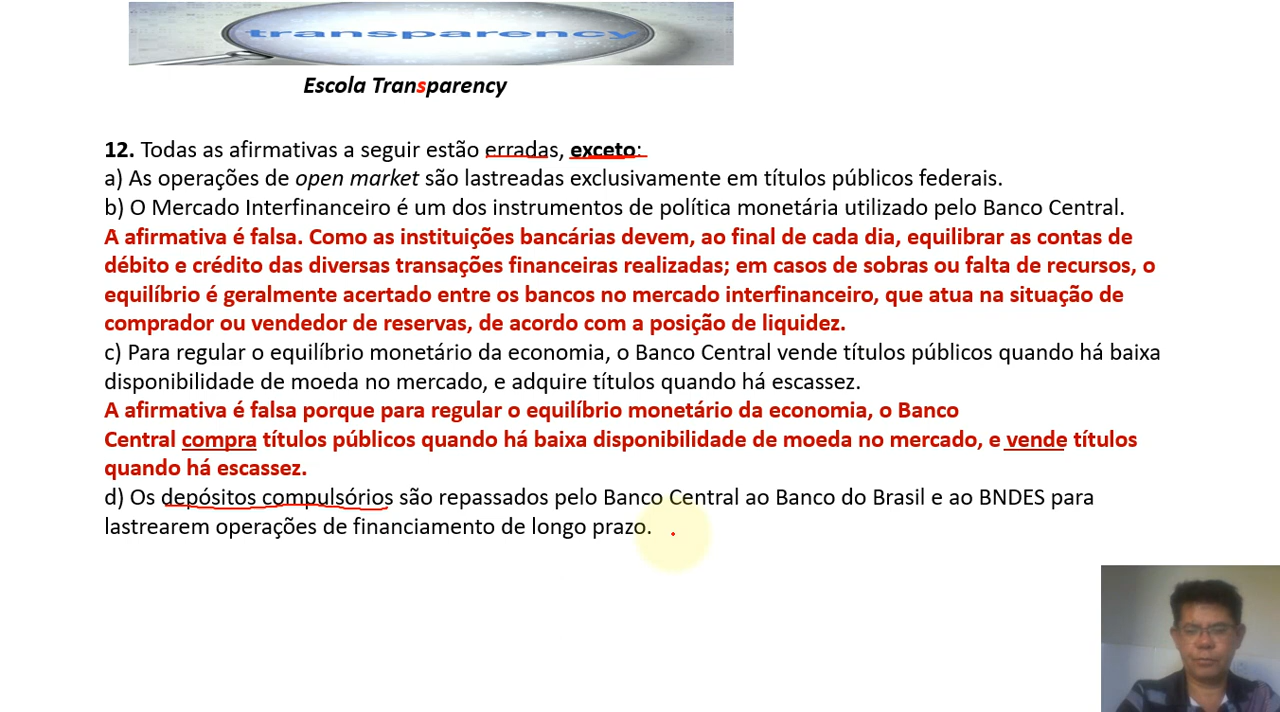 transparency
Escola Transparency
12. Todas as afirmativas a seguir estão erradas, exceto:
a) As operações de open market são lastreadas exclusivamente em títulos públicos federais.
b) O Mercado Interfinanceiro é um dos instrumentos de política monetária utilizado pelo Banco Central.
A afirmativa é falsa. Como as instituições bancárias devem, ao final de cada dia, equilibrar as contas de
débito e crédito das diversas transações financeiras realizadas; em casos de sobras ou falta de recursos, o
equilíbrio é geralmente acertado entre os bancos no mercado interfinanceiro, que atua na situação de
comprador ou vendedor de reservas, de acordo com a posição de liquidez.
c) Para regular o equilíbrio monetário da economia, o Banco Central vende títulos públicos quando há baixa
disponibilidade de moeda no mercado, e adquire títulos quando há escassez.
A afirmativa é falsa porque para regular o equilíbrio monetário da economia, o Banco
Central compra títulos públicos quando há baixa disponibilidade de moeda no mercado, e vende títulos
quando há escassez.
d) Os depósitos compulsórios são repassados pelo Banco Central ao Banco do Brasil e ao BNDES para
lastrearem operações de financiamento de longo prazo.